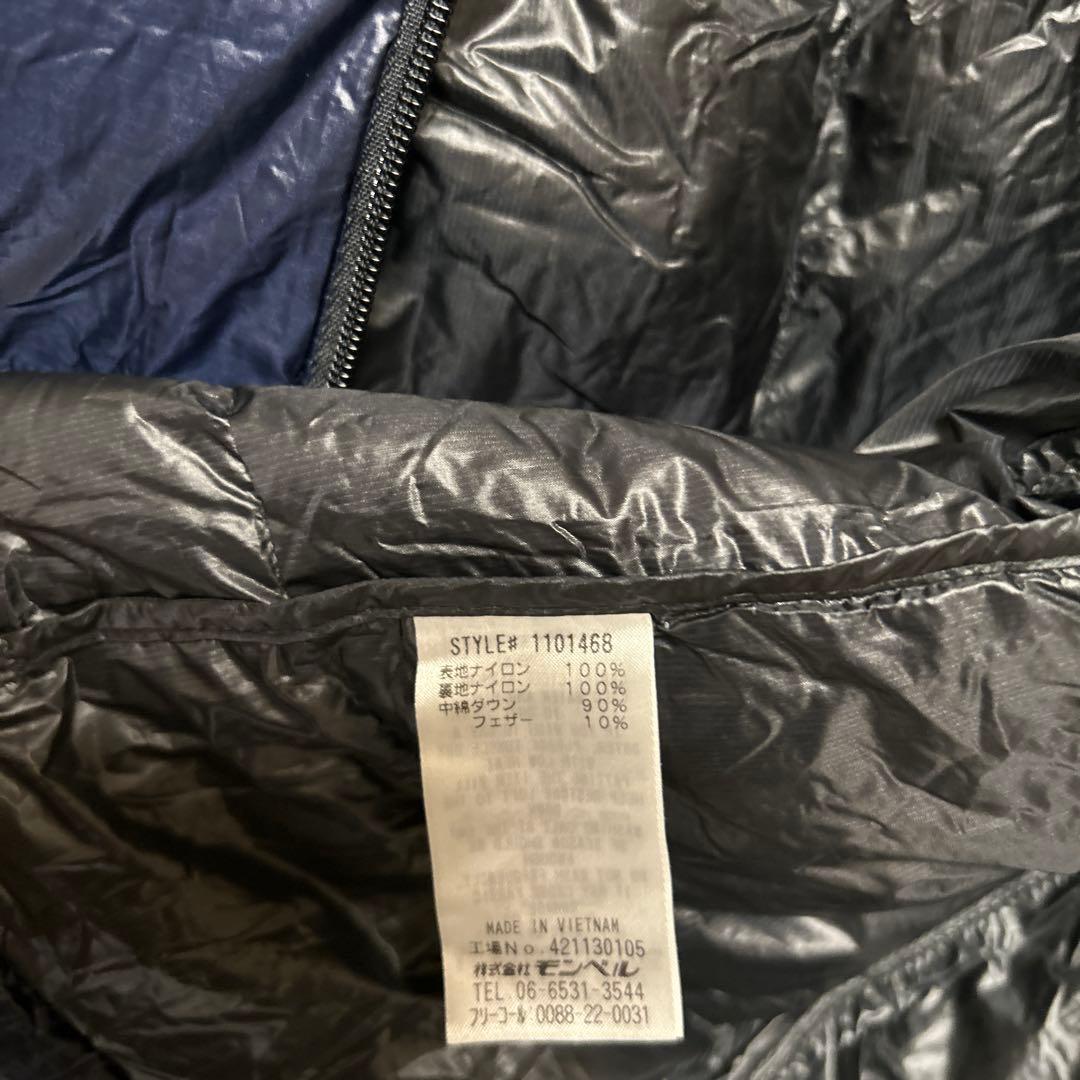 STYLE# 1101468
表地ナイロン 100%
裏地ナイロン 100%
中綿ダウン 90%
フェザー 10%
MADE IN VIETNAM
工場No.421130105
株式会社モンベル
TEL 06-6531-3544
フリーコール 0088-22-0031